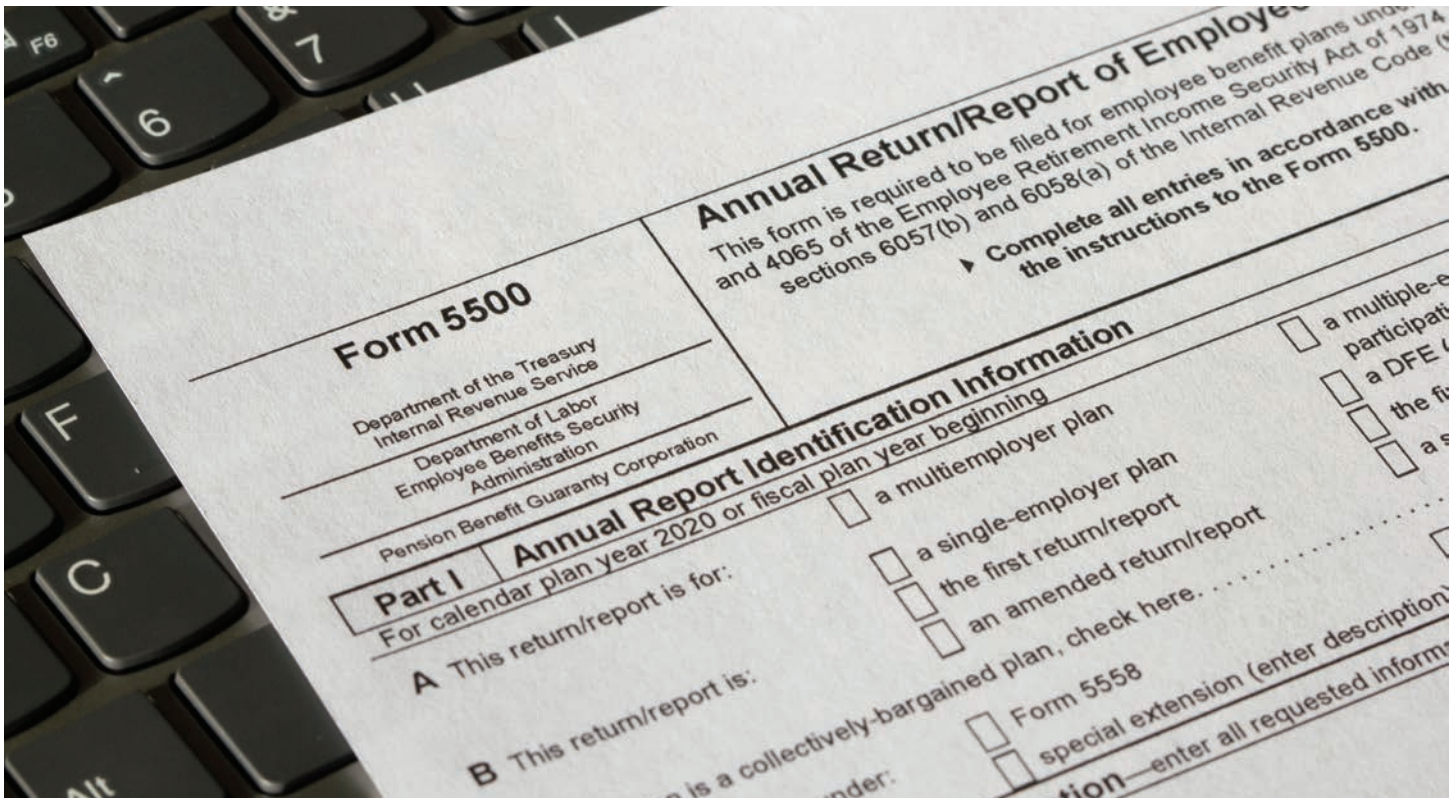 F6
&
7
^
6
F
C
Alt
Form 5500
Department of the Treasury
Internal Revenue Service
Department of Labor
Employee Benefits Security
Administration
Pension Benefit Guaranty Corporation
Annual Return/Report of Employee
This form is required to be filed for employee benefit plans under
and 4065 of the Employee Retirement Income Security Act of 1974
sections 6057(b) and 6058(a) of the Internal Revenue Code (
▶ Complete all entries in accordance with
the instructions to the Form 5500.
Part I Annual Report Identification Information
For calendar plan year 2020 or fiscal plan year beginning
A This return/report is for:
a multiemployer plan
a multiple-e
participati
a single-employer plan
a DFE (
B This return/report is:
the first return/report
the fi
an amended return/report
a s
is a collectively-bargained plan, check here. . . . . . . . . . . . .
nder:
Form 5558
special extension (enter description)
tion—enter all requested informa